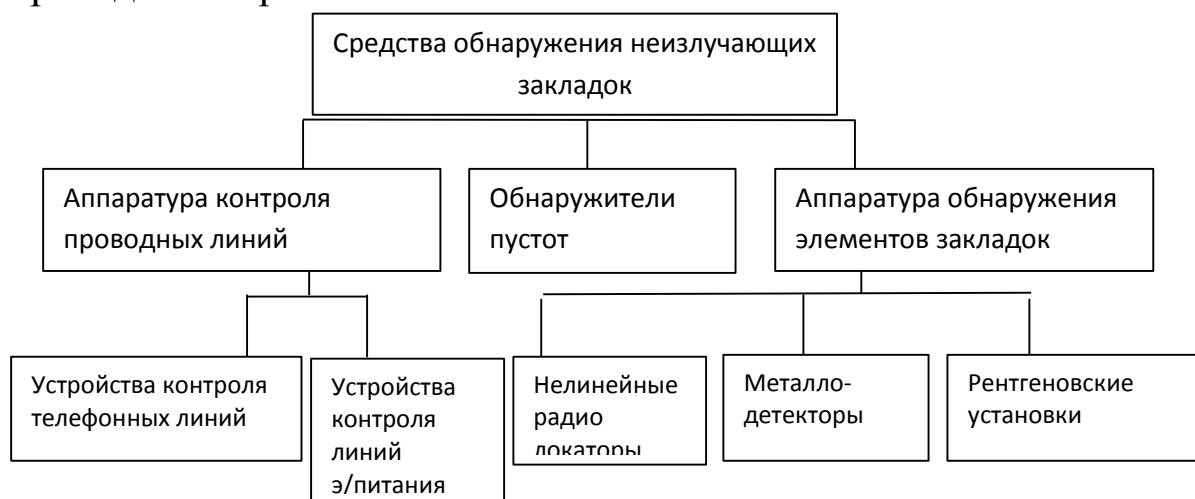 Средства обнаружения неизлучающих
закладок
Аппаратура контроля
проводных линий
Обнаружители
пустот
Аппаратура обнаружения
элементов закладок
Устройства контроля
телефонных линий
Устройства
контроля
линий
э/питания
Нелинейные
радио
локаторы
Металло-
детекторы
Рентгеновские
установки